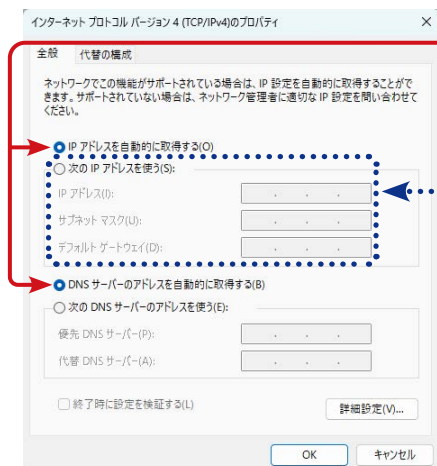 インターネット プロトコル バージョン 4 (TCP/IPv4)のプロパティ
全般 代替の構成
ネットワークでこの機能がサポートされている場合は、IP 設定を自動的に取得することがで
きます。サポートされていない場合は、ネットワーク管理者に適切な IP 設定を問い合わせて
ください。
IP アドレスを自動的に取得する(O)
次の IP アドレスを使う(S):
IP アドレス(I):
サブネット マスク(U):
デフォルト ゲートウェイ(D):
DNS サーバーのアドレスを自動的に取得する(B)
次の DNS サーバーのアドレスを使う(E):
優先 DNS サーバー(P):
代替 DNS サーバー(A):
終了時に設定を検証する(L)
詳細設定(V)...
OK キャンセル